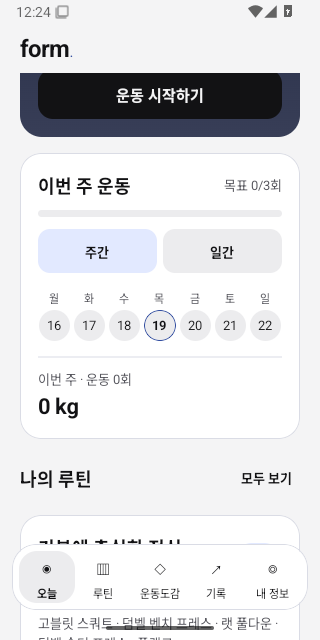 12:24
form.
운동 시작하기
이번 주 운동
목표 0/3회
주간
일간
월 화 수 목 금 토 일
16 17 18 19 20 21 22
이번 주 · 운동 0회
0 kg
나의 루틴
모두 보기
오늘
루틴
운동도감
기록
내 정보
고블릿 스쿼트 · 덤벨 벤치 프레스 · 랫 풀다운 ·